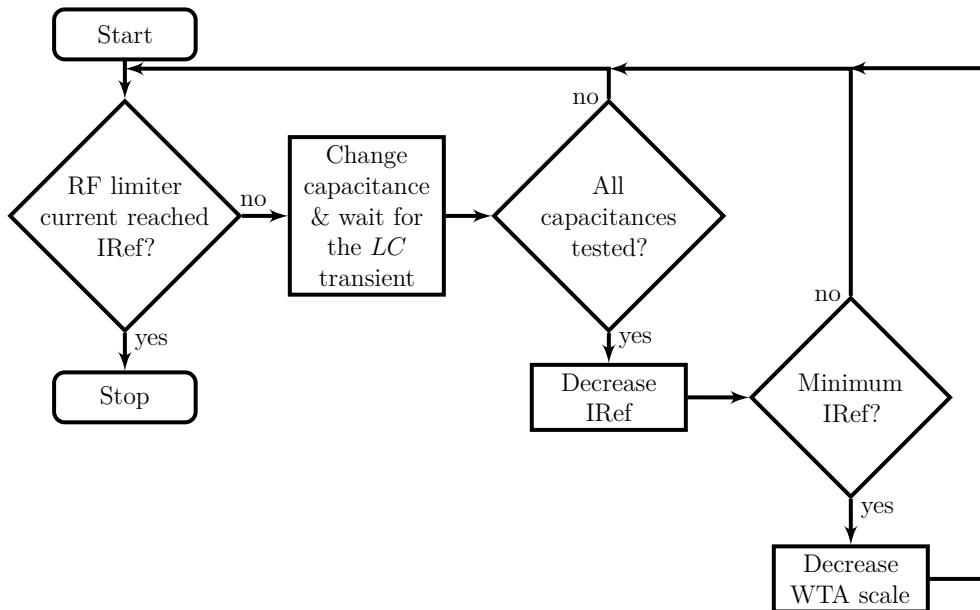 Start
RF limiter
current reached
IRef?
no
yes
Stop
Change
capacitance
& wait for
the LC
transient
All
capacitances
tested?
no
yes
Decrease
IRef
Minimum
IRef?
no
yes
Decrease
WTA scale